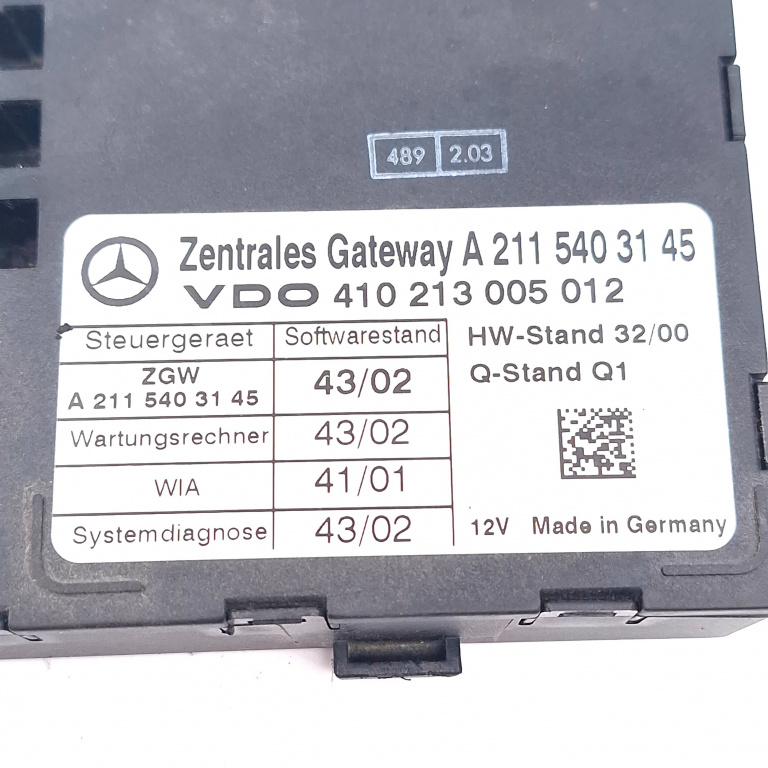 489 2.03
Zentrales Gateway A 211 540 31 45
VDO 410 213 005 012
Steuergeraet Softwarestand
HW-Stand 32/00
ZGW
A 211 540 31 45 43/02
Q-Stand Q1
Wartungsrechner 43/02
WIA 41/01
Systemdiagnose 43/02
12V Made in Germany